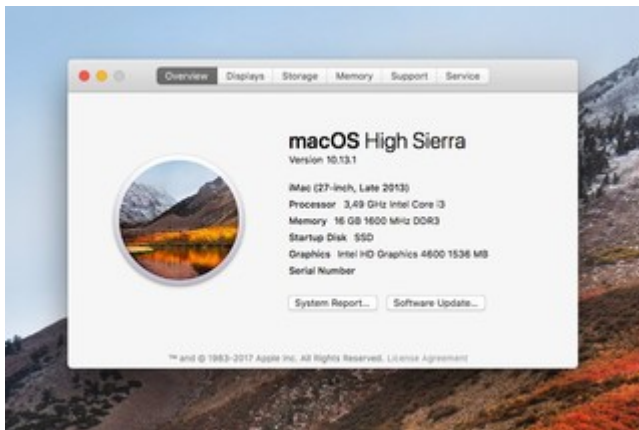 Overview Displays Storage Memory Support Service
macOS High Sierra
Version 10.13.1
iMac (27-inch, Late 2013)
Processor 3,49 GHz Intel Core i3
Memory 16 GB 1600 MHz DDR3
Startup Disk SSD
Graphics Intel HD Graphics 4600 1536 MB
Serial Number
System Report... Software Update...
™ and © 1983-2017 Apple Inc. All Rights Reserved. License Agreement